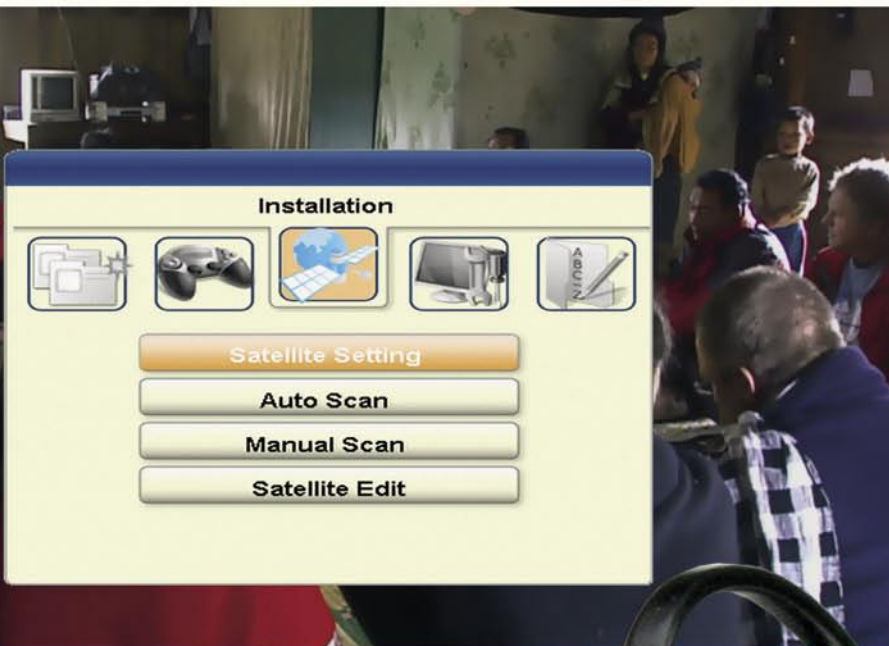 Installation
A
B
C
Z
Satellite Setting
Auto Scan
Manual Scan
Satellite Edit